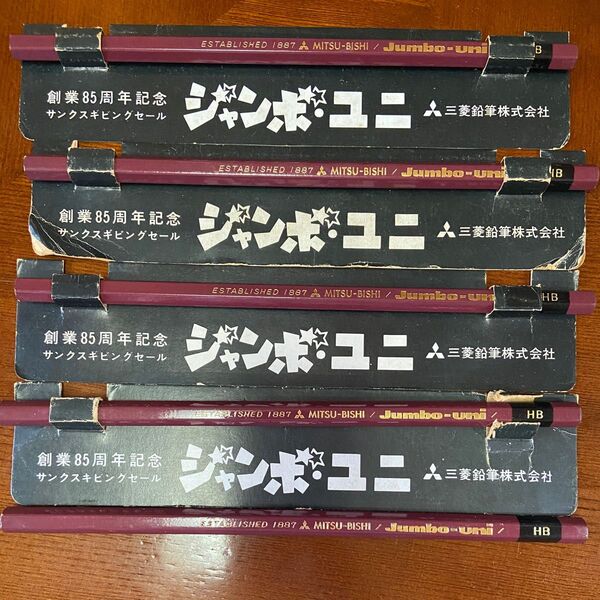 ESTABLISHED 1887 MITSU-BISHI / Jumbo-uni B
創業85周年記念
サンクスギビングセール
ジャンボ・ユニ
三菱鉛筆株式会社
ESTABLISHED 1887 MITSU-BISHI / Jumbo-uni HB
創業85周年記念
サンクスギビングセール
ジャンボ・ユニ
三菱鉛筆株式会社
ESTABLISHED 1887 MITSU-BISHI / Jumbo-uni HB
創業85周年記念
サンクスギビングセール
ジャンボ・ユニ
三菱鉛筆株式会社
ESTABLISHED 1887 MITSU-BISHI / Jumbo-uni / HB
創業85周年記念
サンクスギビングセール
ジャンボ・ユニ
三菱鉛筆株式会社
ESTABLISHED 1887 MITSU-BISHI / Jumbo-uni / HB